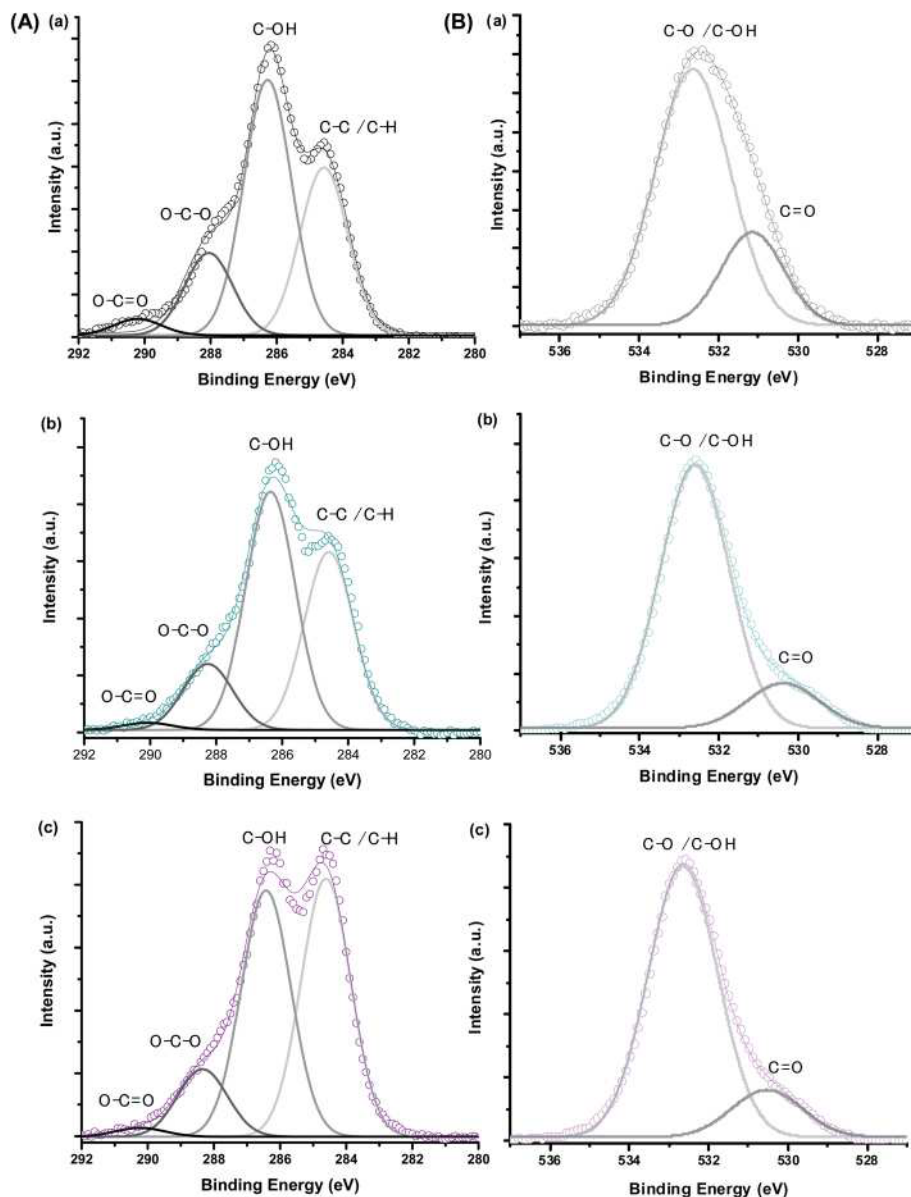 (A)
(a)
C-OH
C-C /C-H
O-C-O
O-C=O
Intensity (a.u.)
292 290 288 286 284 282 280
Binding Energy (eV)
(B)
(a)
C-O /C-OH
C=O
Intensity (a.u.)
536 534 532 530 528
Binding Energy (eV)
(b)
C-OH
C-C /C-H
O-C-O
O-C=O
Intensity (a.u.)
292 290 288 286 284 282 280
Binding Energy (eV)
(b)
C-O /C-OH
C=O
Intensity (a.u.)
536 534 532 530 528
Binding Energy (eV)
(c)
C-OH
C-C /C-H
O-C-O
O-C=O
Intensity (a.u.)
292 290 288 286 284 282 280
Binding Energy (eV)
(c)
C-O /C-OH
C=O
Intensity (a.u.)
536 534 532 530 528
Binding Energy (eV)